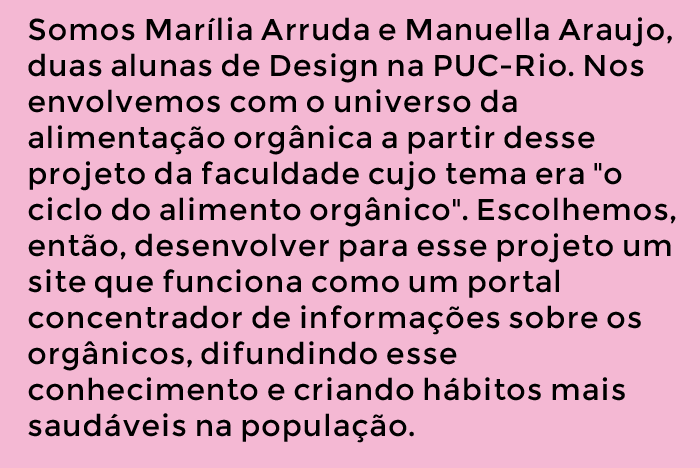 Somos Marília Arruda e Manuella Araujo,
duas alunas de Design na PUC-Rio. Nos
envolvemos com o universo da
alimentação orgânica a partir desse
projeto da faculdade cujo tema era "o
ciclo do alimento orgânico". Escolhemos,
então, desenvolver para esse projeto um
site que funciona como um portal
concentrador de informações sobre os
orgânicos, difundindo esse
conhecimento e criando hábitos mais
saudáveis na população.